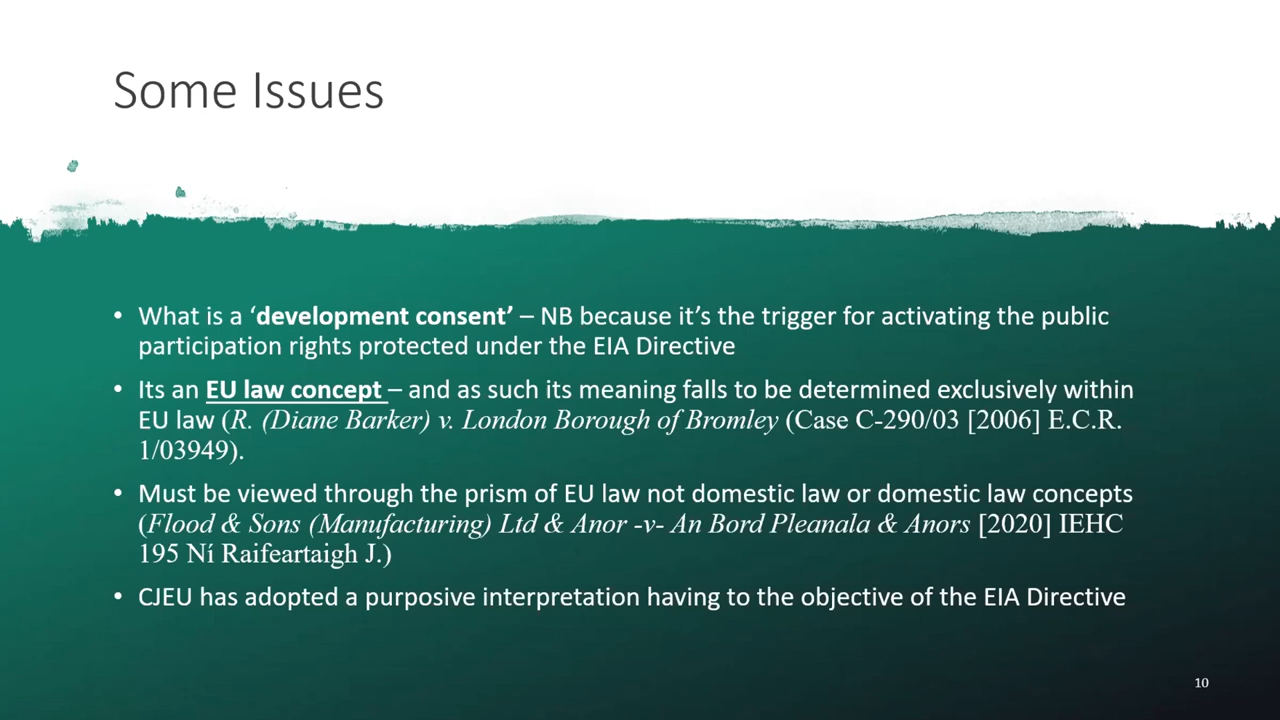 Some Issues
• What is a ‘development consent’ – NB because it’s the trigger for activating the public
participation rights protected under the EIA Directive
• Its an EU law concept – and as such its meaning falls to be determined exclusively within
EU law (R. (Diane Barker) v. London Borough of Bromley (Case C-290/03 [2006] E.C.R.
1/03949).
• Must be viewed through the prism of EU law not domestic law or domestic law concepts
(Flood & Sons (Manufacturing) Ltd & Anor -v- An Bord Pleanala & Anors [2020] IEHC
195 Ní Raifeartaigh J.)
• CJEU has adopted a purposive interpretation having to the objective of the EIA Directive
10